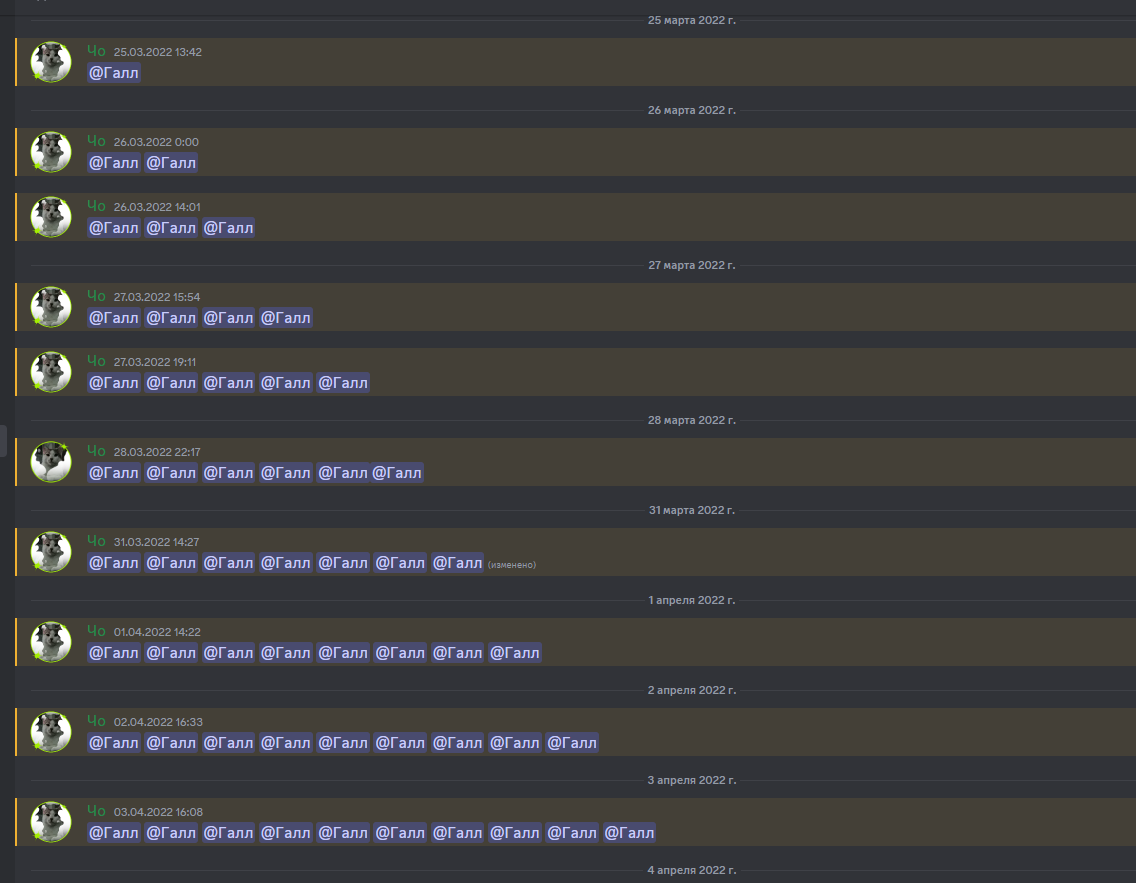 25 марта 2022 г.
Чо 25.03.2022 13:42
@Галл
26 марта 2022 г.
Чо 26.03.2022 0:00
@Галл @Галл
Чо 26.03.2022 14:01
@Галл @Галл @Галл
27 марта 2022 г.
Чо 27.03.2022 15:54
@Галл @Галл @Галл @Галл
Чо 27.03.2022 19:11
@Галл @Галл @Галл @Галл @Галл
28 марта 2022 г.
Чо 28.03.2022 22:17
@Галл @Галл @Галл @Галл @Галл @Галл
31 марта 2022 г.
Чо 31.03.2022 14:27
@Галл @Галл @Галл @Галл @Галл @Галл @Галл (изменено)
1 апреля 2022 г.
Чо 01.04.2022 14:22
@Галл @Галл @Галл @Галл @Галл @Галл @Галл @Галл
2 апреля 2022 г.
Чо 02.04.2022 16:33
@Галл @Галл @Галл @Галл @Галл @Галл @Галл @Галл @Галл
3 апреля 2022 г.
Чо 03.04.2022 16:08
@Галл @Галл @Галл @Галл @Галл @Галл @Галл @Галл @Галл @Галл
4 апреля 2022 г.